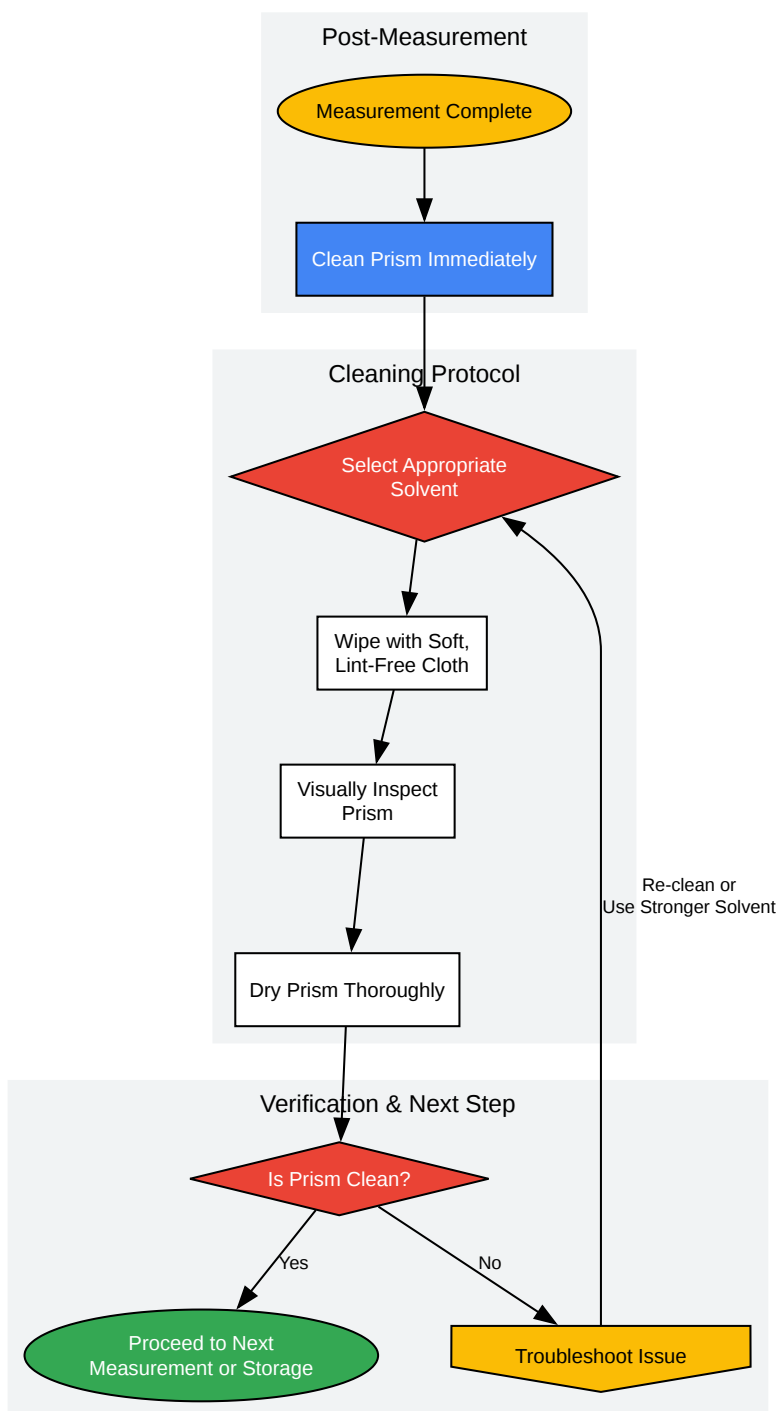 Post-Measurement
Measurement Complete
Clean Prism Immediately
Cleaning Protocol
Select Appropriate
Solvent
Wipe with Soft,
Lint-Free Cloth
Visually Inspect
Prism
Re-clean or
Use Stronger Solvent
Dry Prism Thoroughly
Verification & Next Step
Is Prism Clean?
Yes
No
Proceed to Next
Measurement or Storage
Troubleshoot Issue